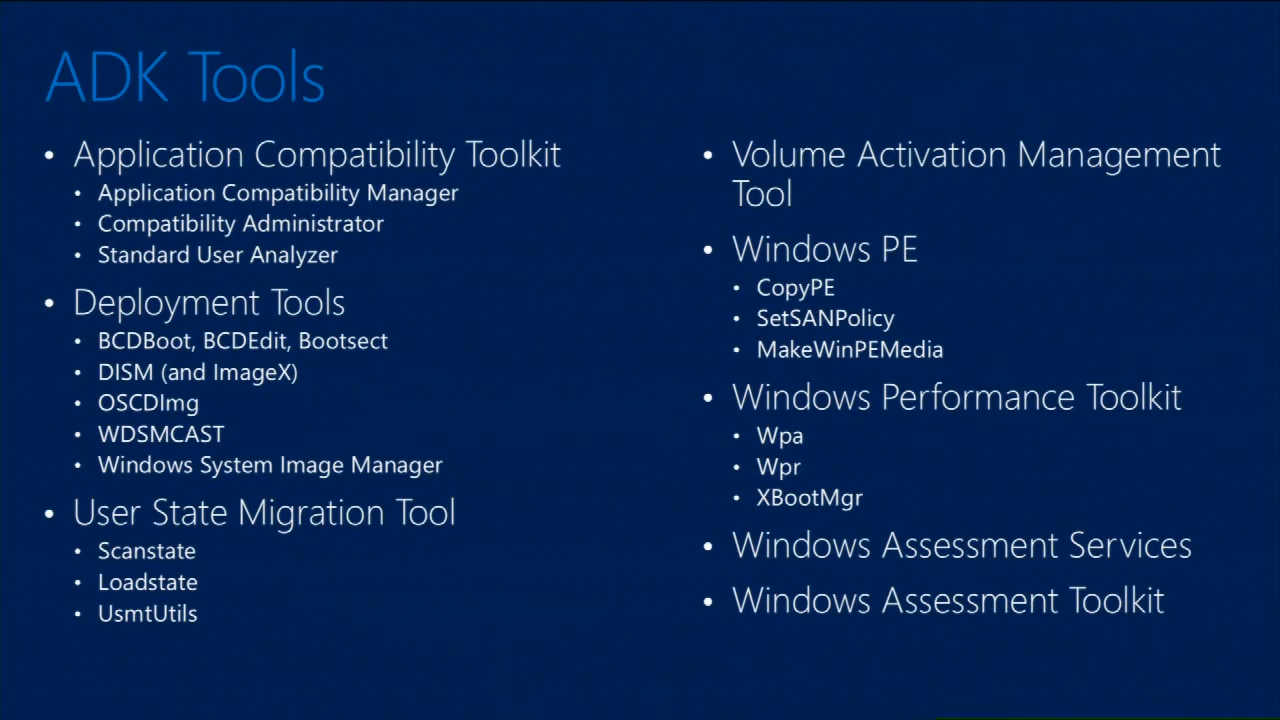 ADK Tools
• Application Compatibility Toolkit
• Application Compatibility Manager
• Compatibility Administrator
• Standard User Analyzer
• Deployment Tools
• BCDBoot, BCDEdit, Bootsect
• DISM (and ImageX)
• OSCDImg
• WDSMCAST
• Windows System Image Manager
• User State Migration Tool
• Scanstate
• Loadstate
• UsmtUtils
• Volume Activation Management
Tool
• Windows PE
• CopyPE
• SetSANPolicy
• MakeWinPEMedia
• Windows Performance Toolkit
• Wpa
• Wpr
• XBootMgr
• Windows Assessment Services
• Windows Assessment Toolkit